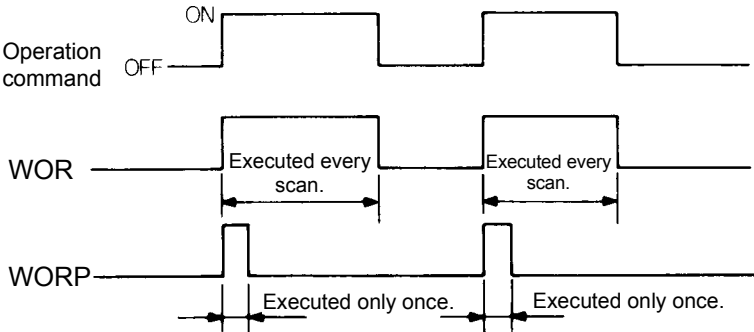 ON
Operation
command
OFF
WOR
Executed every
scan.
Executed every
scan.
WORP
Executed only once.
Executed only once.